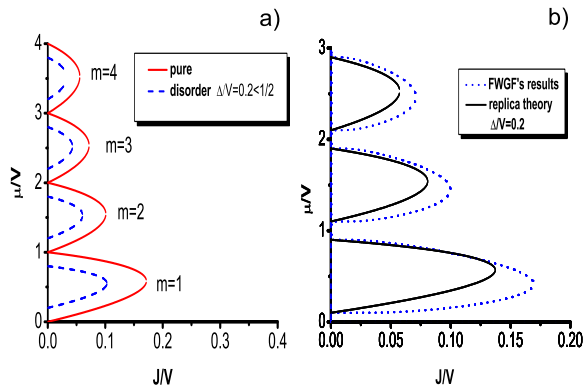 a)
pure
disorder Δ/V=0.2<1/2
m=4
m=3
m=2
m=1
μ/V
4
3
2
1
0
0.0
0.1
0.2
0.3
0.4
J/V
b)
FWGF's results
replica theory
Δ/V=0.2
μ/V
3
2
1
0
0.00
0.05
0.10
0.15
0.20
J/V